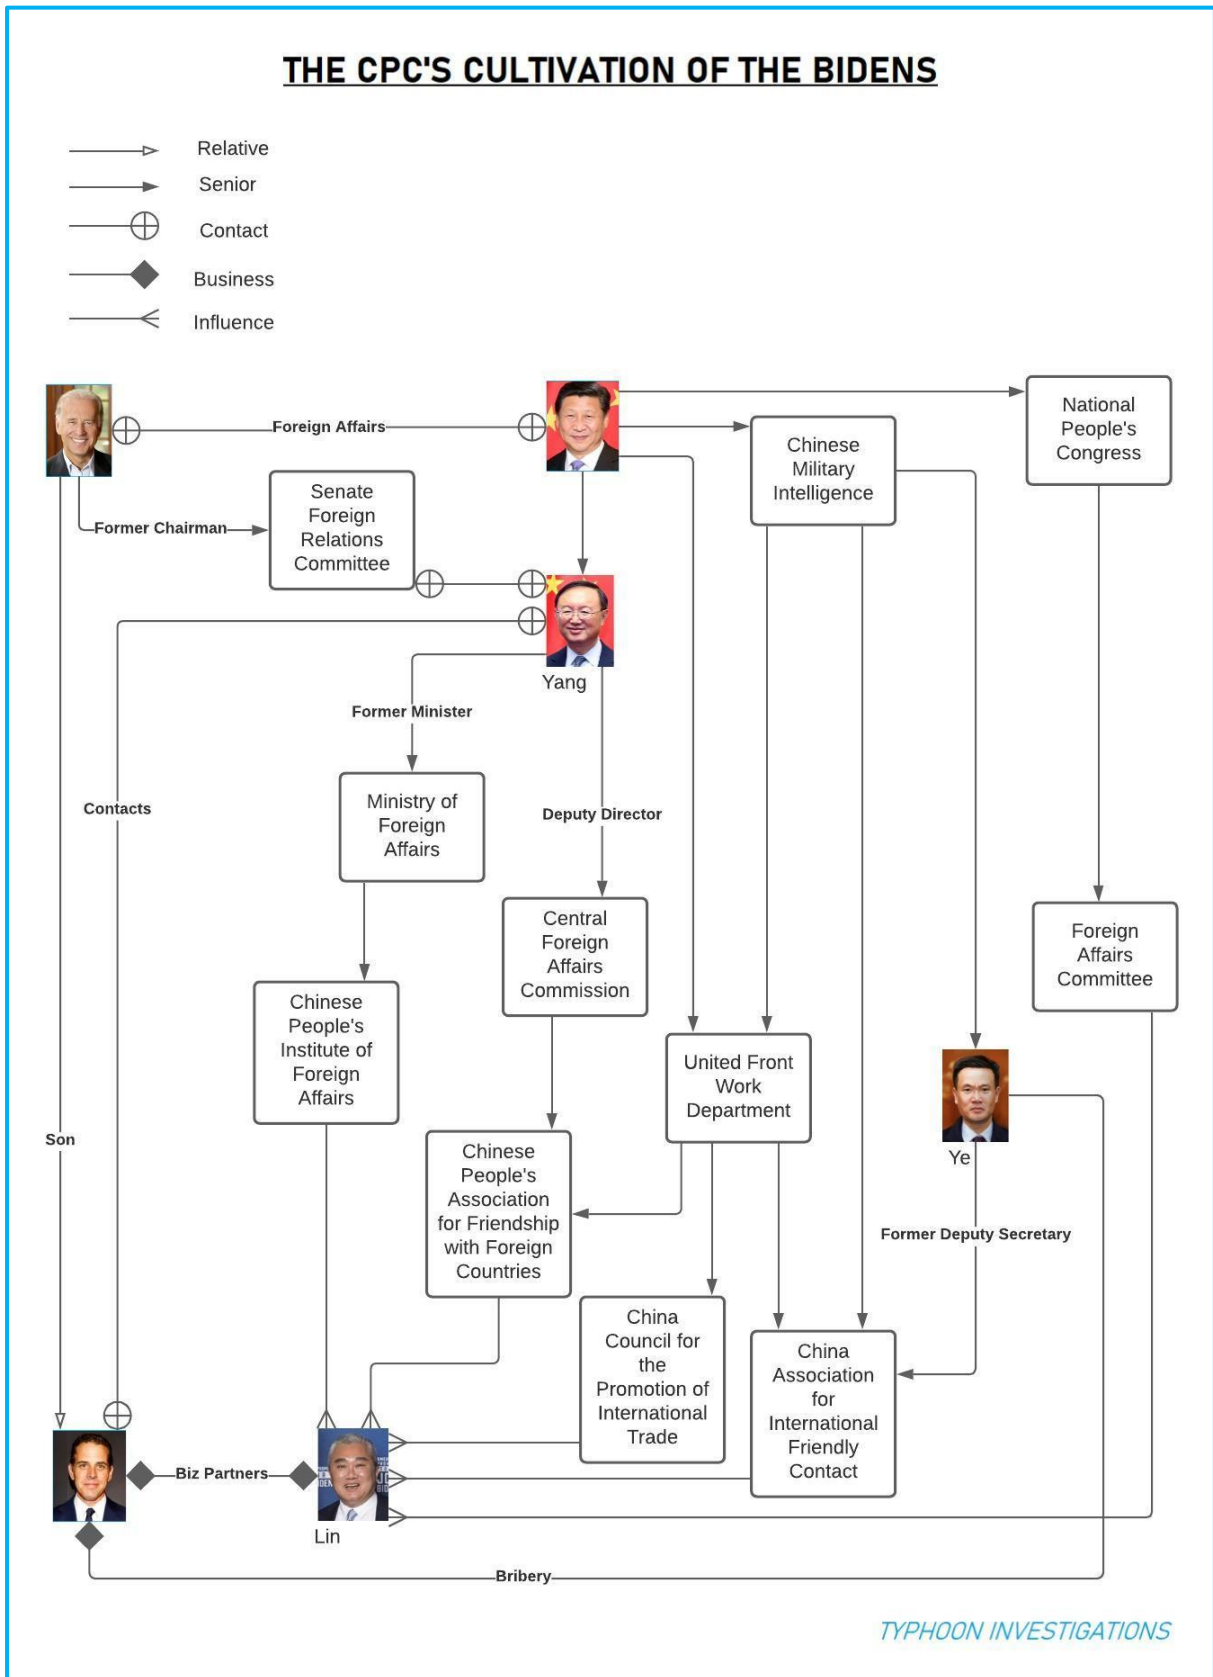 THE CPC'S CULTIVATION OF THE BIDENS
Relative
Senior
Contact
Business
Influence
Foreign Affairs
National
People's
Congress
Chinese
Military
Intelligence
Senate
Foreign
Relations
Committee
Former Chairman
Yang
Former Minister
Ministry of
Foreign
Affairs
Contacts
Deputy Director
Central
Foreign
Affairs
Commission
Foreign
Affairs
Committee
Chinese
People's
Institute of
Foreign
Affairs
United Front
Work
Department
Son
Chinese
People's
Association
for Friendship
with Foreign
Countries
Ye
Former Deputy Secretary
China
Council for
the
Promotion of
International
Trade
China
Association
for
International
Friendly
Contact
Biz Partners
Lin
Bribery
TYPHOON INVESTIGATIONS